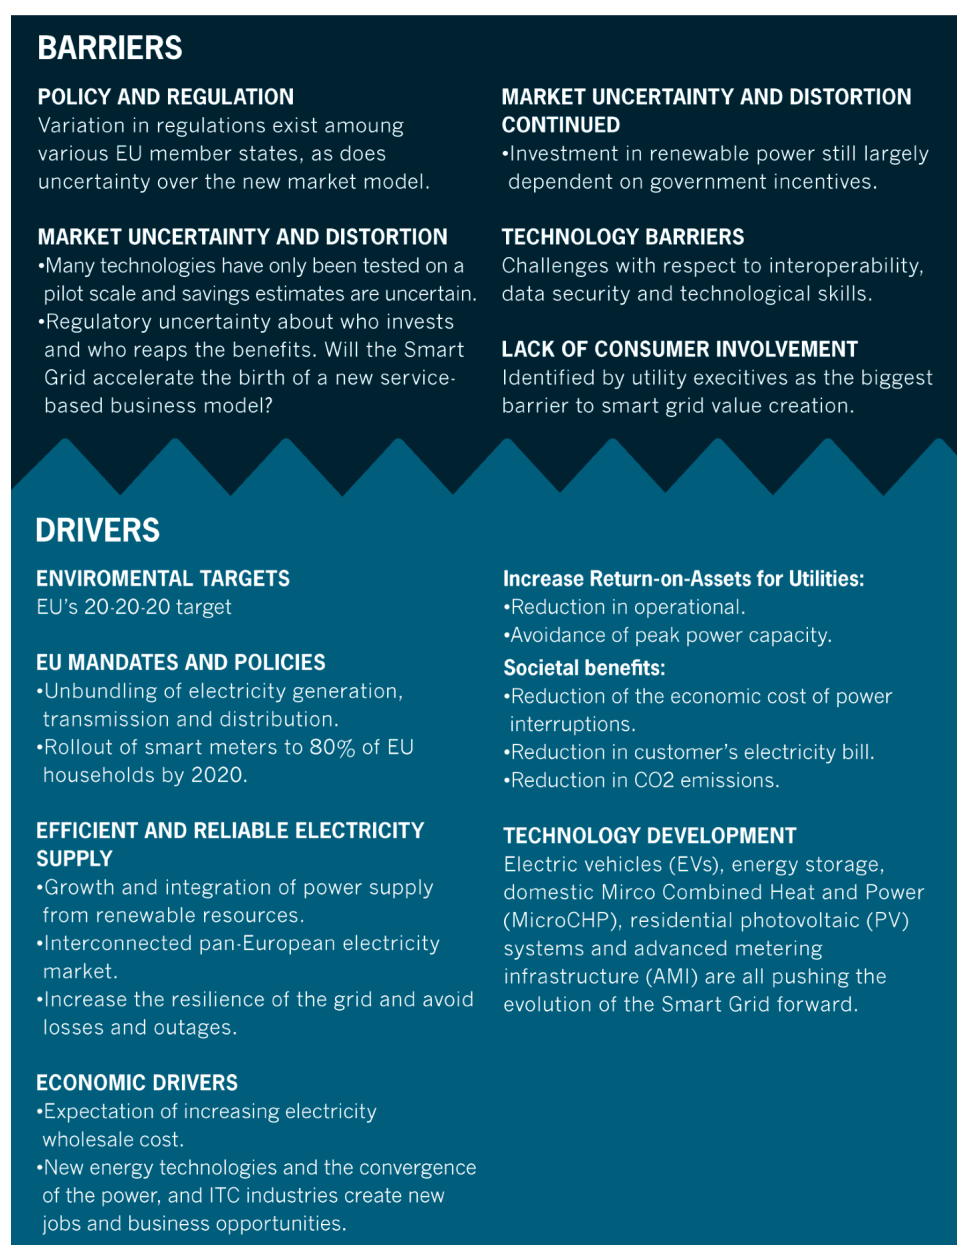 BARRIERS
POLICY AND REGULATION
Variation in regulations exist amoung
various EU member states, as does
uncertainty over the new market model.
MARKET UNCERTAINTY AND DISTORTION
•Many technologies have only been tested on a
pilot scale and savings estimates are uncertain.
•Regulatory uncertainty about who invests
and who reaps the benefits. Will the Smart
Grid accelerate the birth of a new service-
based business model?
MARKET UNCERTAINTY AND DISTORTION
CONTINUED
•Investment in renewable power still largely
dependent on government incentives.
TECHNOLOGY BARRIERS
Challenges with respect to interoperability,
data security and technological skills.
LACK OF CONSUMER INVOLVEMENT
Identified by utility execitives as the biggest
barrier to smart grid value creation.
DRIVERS
ENVIROMENTAL TARGETS
EU's 20-20-20 target
EU MANDATES AND POLICIES
•Unbundling of electricity generation,
transmission and distribution.
•Rollout of smart meters to 80% of EU
households by 2020.
EFFICIENT AND RELIABLE ELECTRICITY
SUPPLY
•Growth and integration of power supply
from renewable resources.
•Interconnected pan-European electricity
market.
•Increase the resilience of the grid and avoid
losses and outages.
ECONOMIC DRIVERS
•Expectation of increasing electricity
wholesale cost.
•New energy technologies and the convergence
of the power, and ITC industries create new
jobs and business opportunities.
Increase Return-on-Assets for Utilities:
•Reduction in operational.
•Avoidance of peak power capacity.
Societal benefits:
•Reduction of the economic cost of power
interruptions.
•Reduction in customer's electricity bill.
•Reduction in CO2 emissions.
TECHNOLOGY DEVELOPMENT
Electric vehicles (EVs), energy storage,
domestic Mirco Combined Heat and Power
(MicroCHP), residential photovoltaic (PV)
systems and advanced metering
infrastructure (AMI) are all pushing the
evolution of the Smart Grid forward.